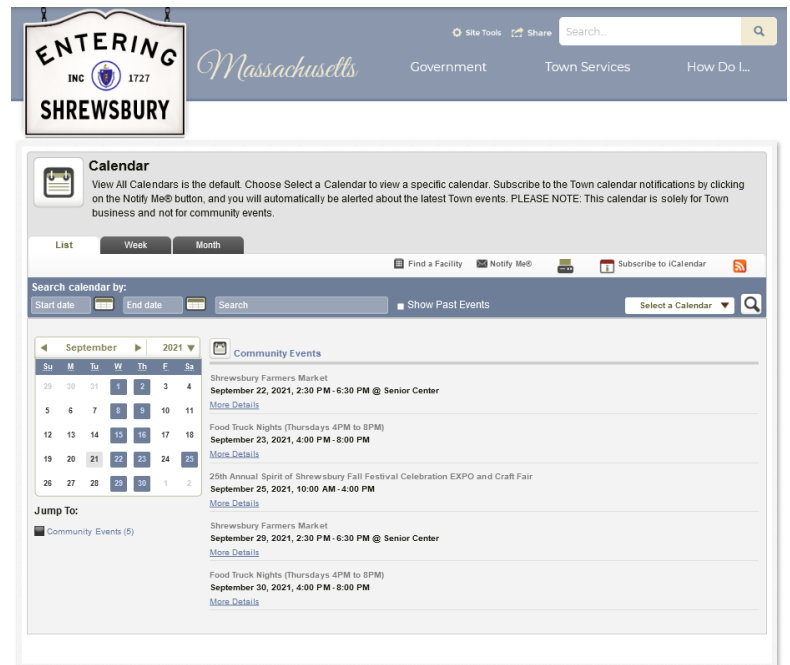 ENTERING
INC 1727
SHREWSBURY
Massachusetts
Site Tools Share Search...
Government Town Services How Do I...
Calendar
View All Calendars is the default. Choose Select a Calendar to view a specific calendar. Subscribe to the Town calendar notifications by clicking
on the Notify Me® button, and you will automatically be alerted about the latest Town events. PLEASE NOTE: This calendar is solely for Town
business and not for community events.
List Week Month
Find a Facility Notify Me® Subscribe to iCalendar
Search calendar by:
Start date End date Search Show Past Events Select a Calendar
September 2021
Su M Tu W Th F Sa
29 30 31 1 2 3 4
5 6 7 8 9 10 11
12 13 14 15 16 17 18
19 20 21 22 23 24 25
26 27 28 29 30 1 2
Jump To:
Community Events (5)
Community Events
Shrewsbury Farmers Market
September 22, 2021, 2:30 PM - 6:30 PM @ Senior Center
More Details
Food Truck Nights (Thursdays 4PM to 8PM)
September 23, 2021, 4:00 PM - 8:00 PM
More Details
25th Annual Spirit of Shrewsbury Fall Festival Celebration EXPO and Craft Fair
September 25, 2021, 10:00 AM - 4:00 PM
More Details
Shrewsbury Farmers Market
September 29, 2021, 2:30 PM - 6:30 PM @ Senior Center
More Details
Food Truck Nights (Thursdays 4PM to 8PM)
September 30, 2021, 4:00 PM - 8:00 PM
More Details